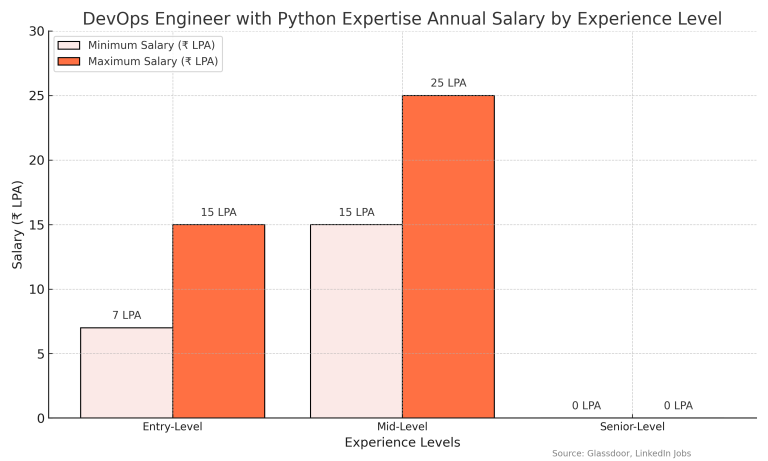 DevOps Engineer with Python Expertise Annual Salary by Experience Level
Minimum Salary (₹ LPA)
Maximum Salary (₹ LPA)
Salary (₹ LPA)
30
25
20
15
10
5
0
7 LPA
15 LPA
15 LPA
25 LPA
0 LPA
0 LPA
Entry-Level
Mid-Level
Senior-Level
Experience Levels
Source: Glassdoor, LinkedIn Jobs